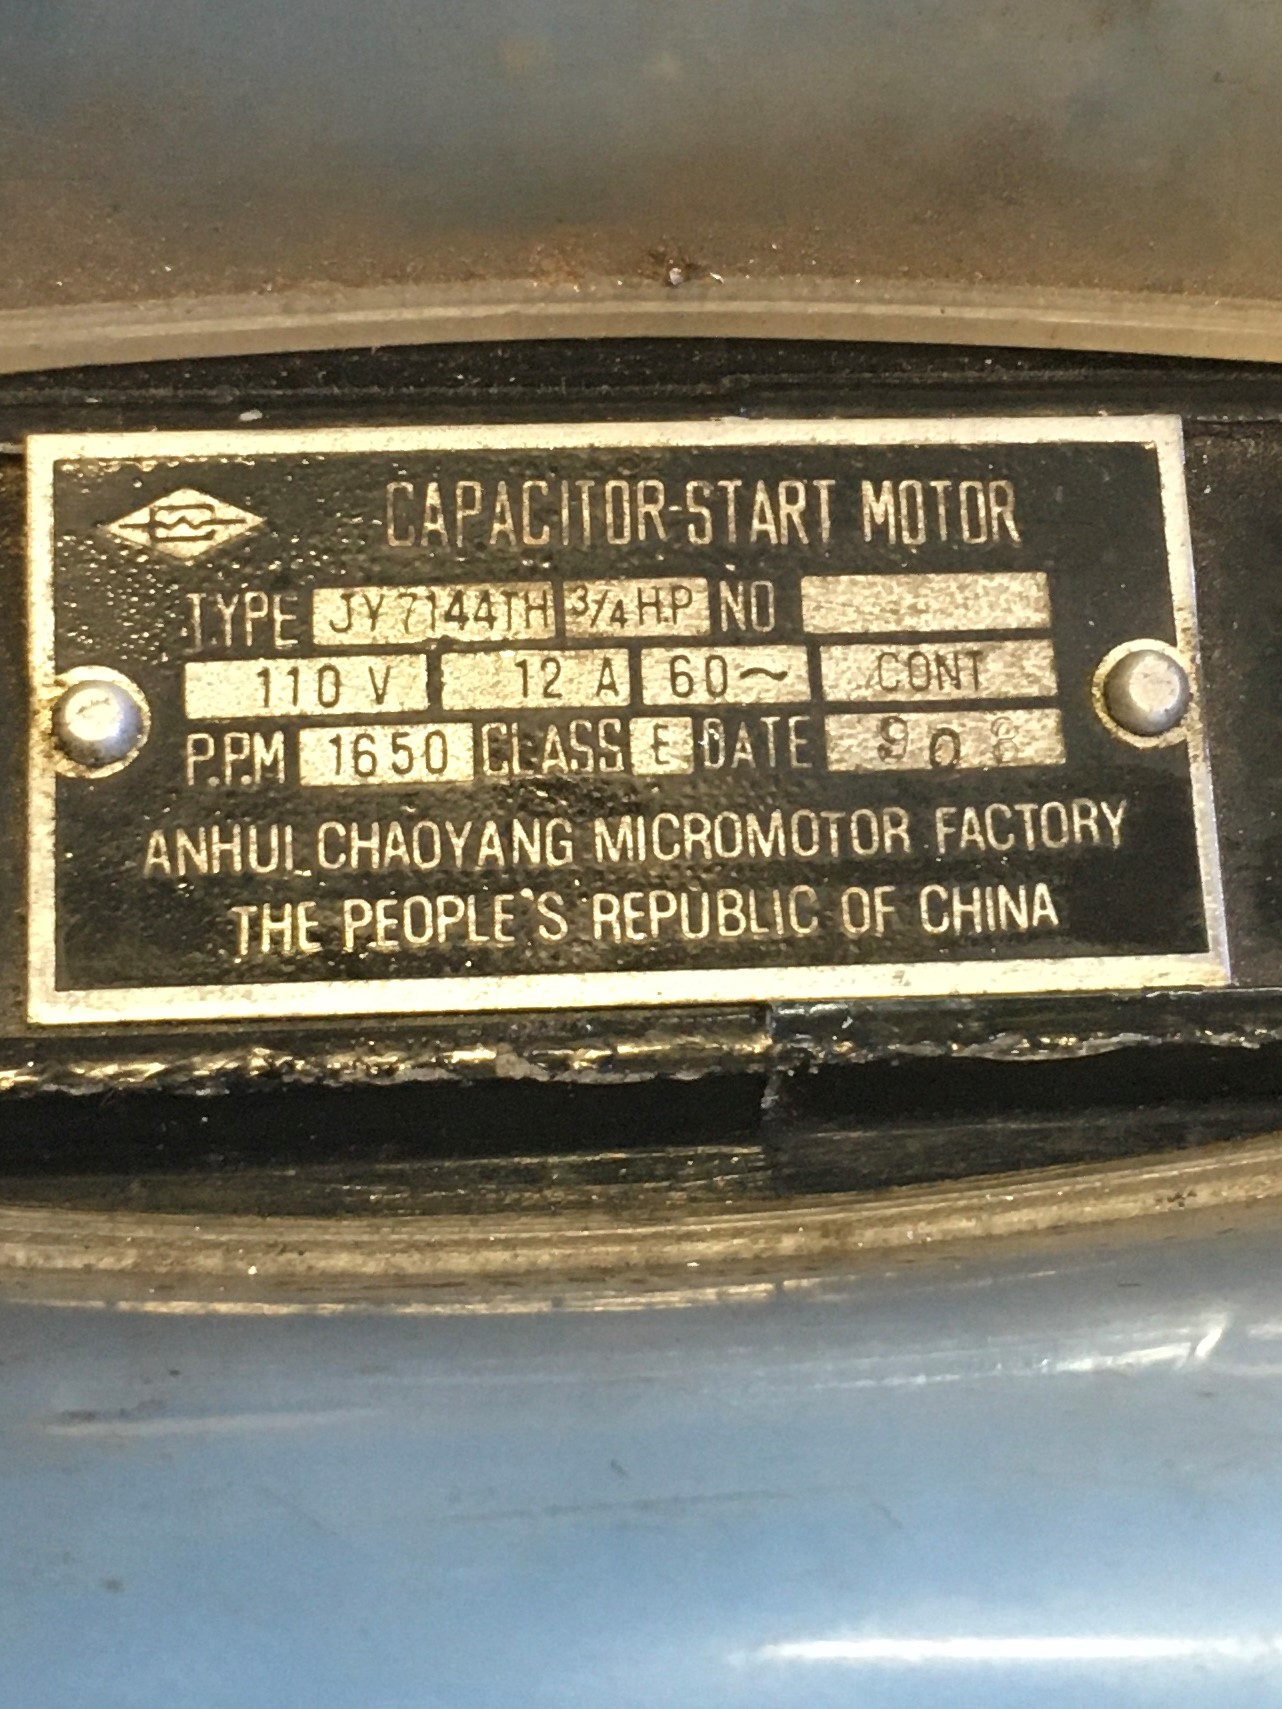 CAPACITOR-START MOTOR
TYPE JY7144TH 3/4 H.P NO
110 V 12 A 60~ CONT
P.P.M 1650 CLASS E DATE 908
ANHUI CHAOYANG MICROMOTOR FACTORY
THE PEOPLE'S REPUBLIC OF CHINA